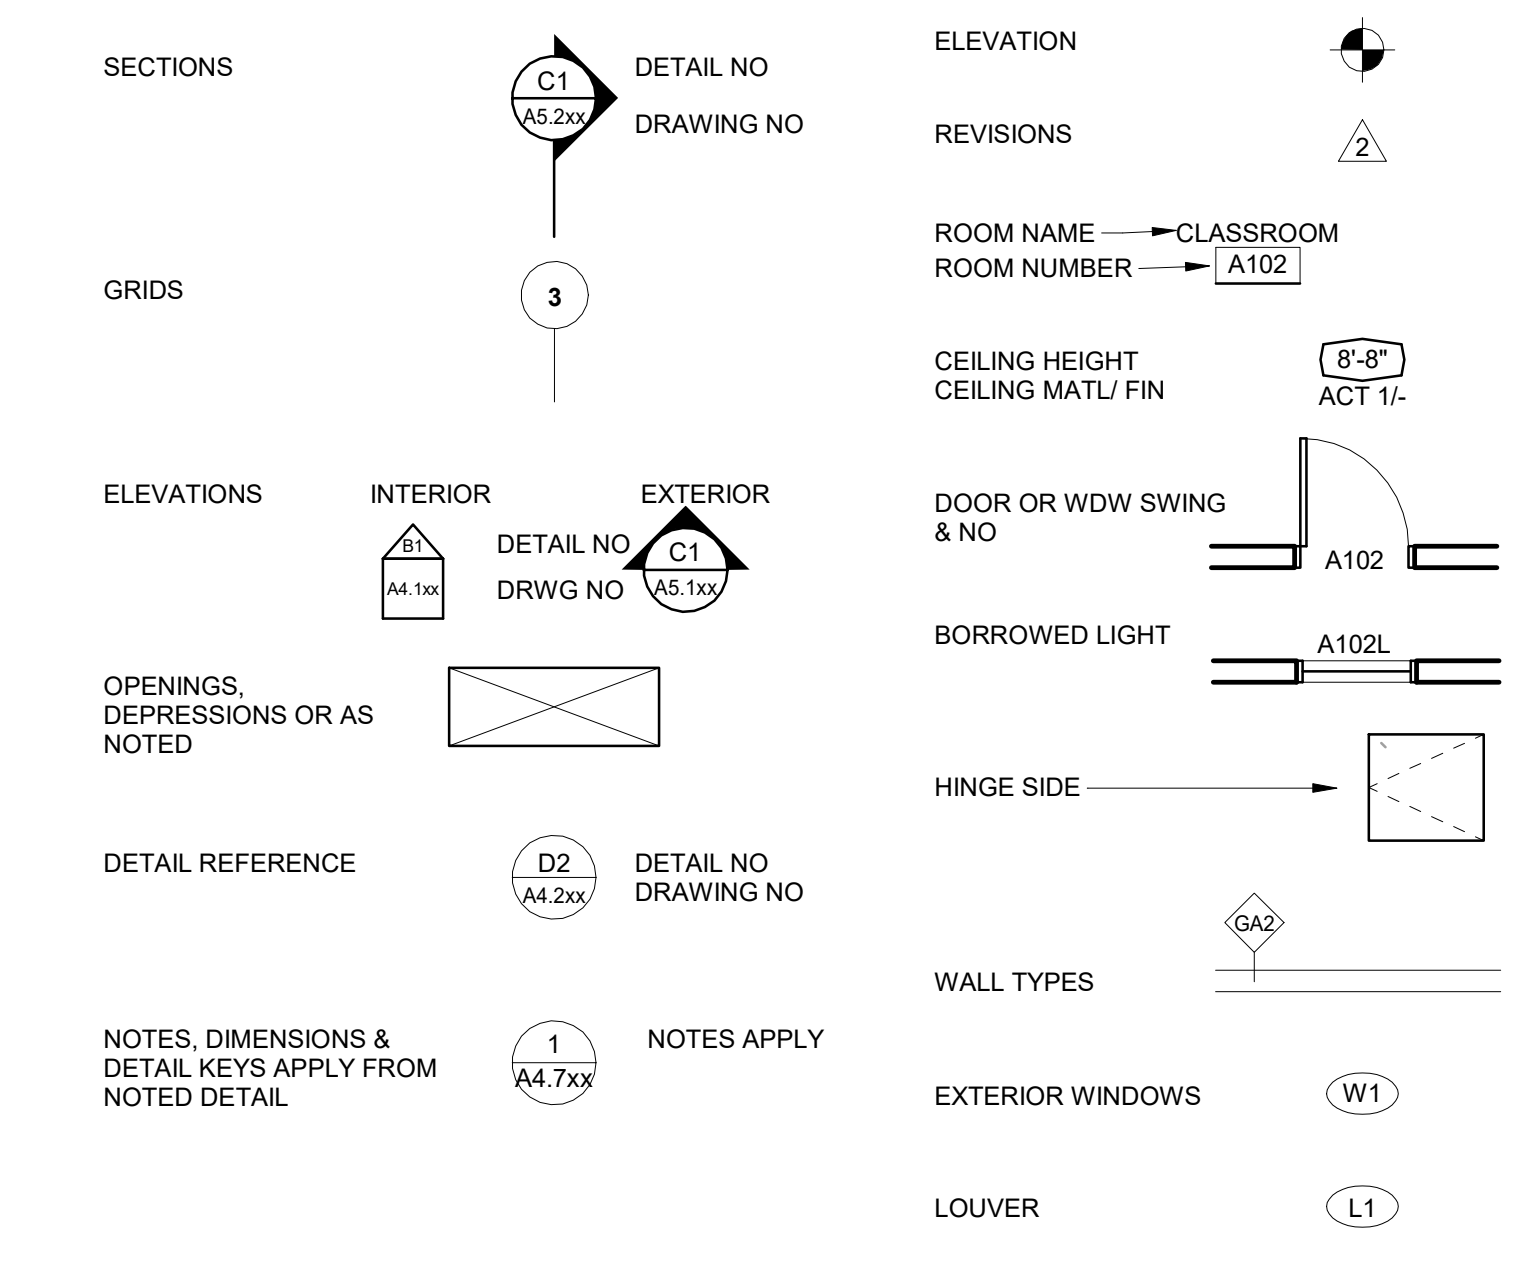 SECTIONS
C1
A5.2xx
DETAIL NO
DRAWING NO
GRIDS
3
ELEVATIONS
INTERIOR
EXTERIOR
B1
A4.1xx
DETAIL NO
DRWG NO
C1
A5.1xx
OPENINGS,
DEPRESSIONS OR AS
NOTED
DETAIL REFERENCE
D2
A4.2xx
DETAIL NO
DRAWING NO
NOTES, DIMENSIONS &
DETAIL KEYS APPLY FROM
NOTED DETAIL
1
A4.7xx
NOTES APPLY
ELEVATION
REVISIONS
2
ROOM NAME
CLASSROOM
ROOM NUMBER
A102
CEILING HEIGHT
CEILING MATL/ FIN
8'-8"
ACT 1/-
DOOR OR WDW SWING
& NO
A102
BORROWED LIGHT
A102L
HINGE SIDE
WALL TYPES
GA2
EXTERIOR WINDOWS
W1
LOUVER
L1